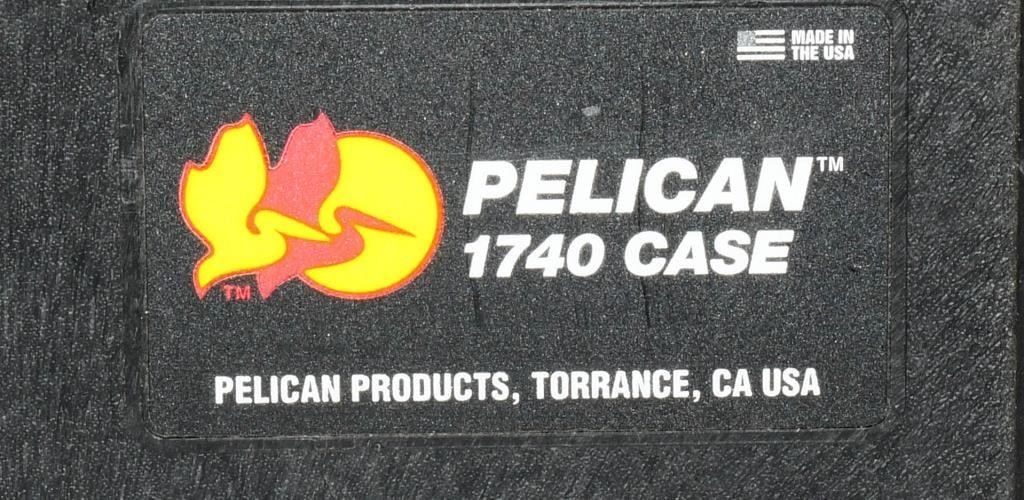 MADE IN
THE USA
PELICAN™
1740 CASE
TM
PELICAN PRODUCTS, TORRANCE, CA USA